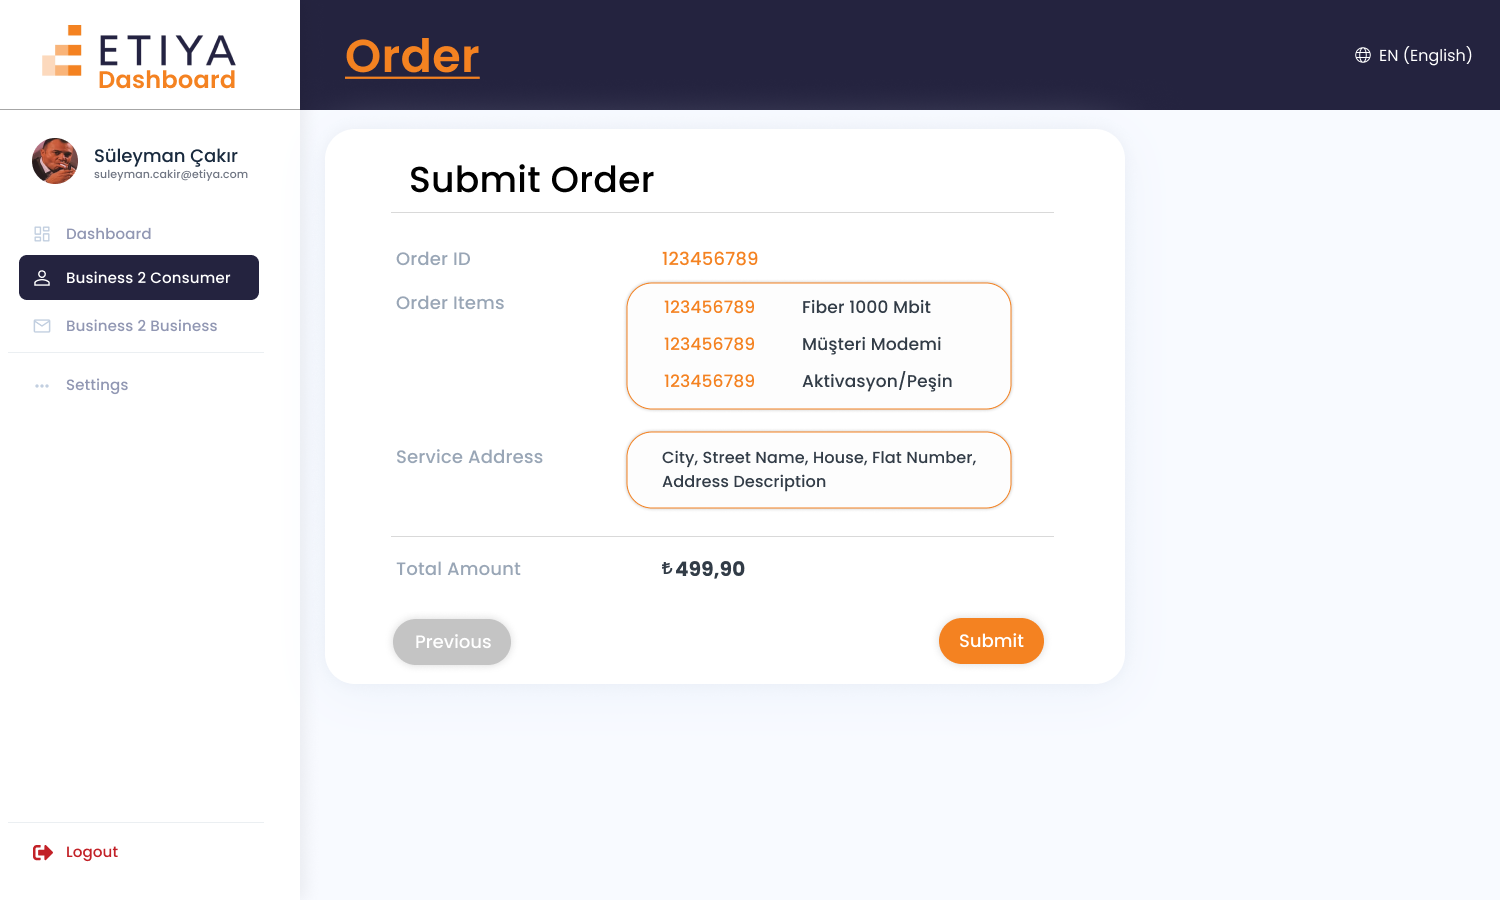 ETIYA
Dashboard
Order
EN (English)
Süleyman Çakır
suleyman.cakir@etiya.com
Dashboard
Business 2 Consumer
Business 2 Business
Settings
Logout
Submit Order
Order ID 123456789
Order Items
123456789 Fiber 1000 Mbit
123456789 Müşteri Modemi
123456789 Aktivasyon/Peşin
Service Address
City, Street Name, House, Flat Number,
Address Description
Total Amount ₺499,90
Previous
Submit